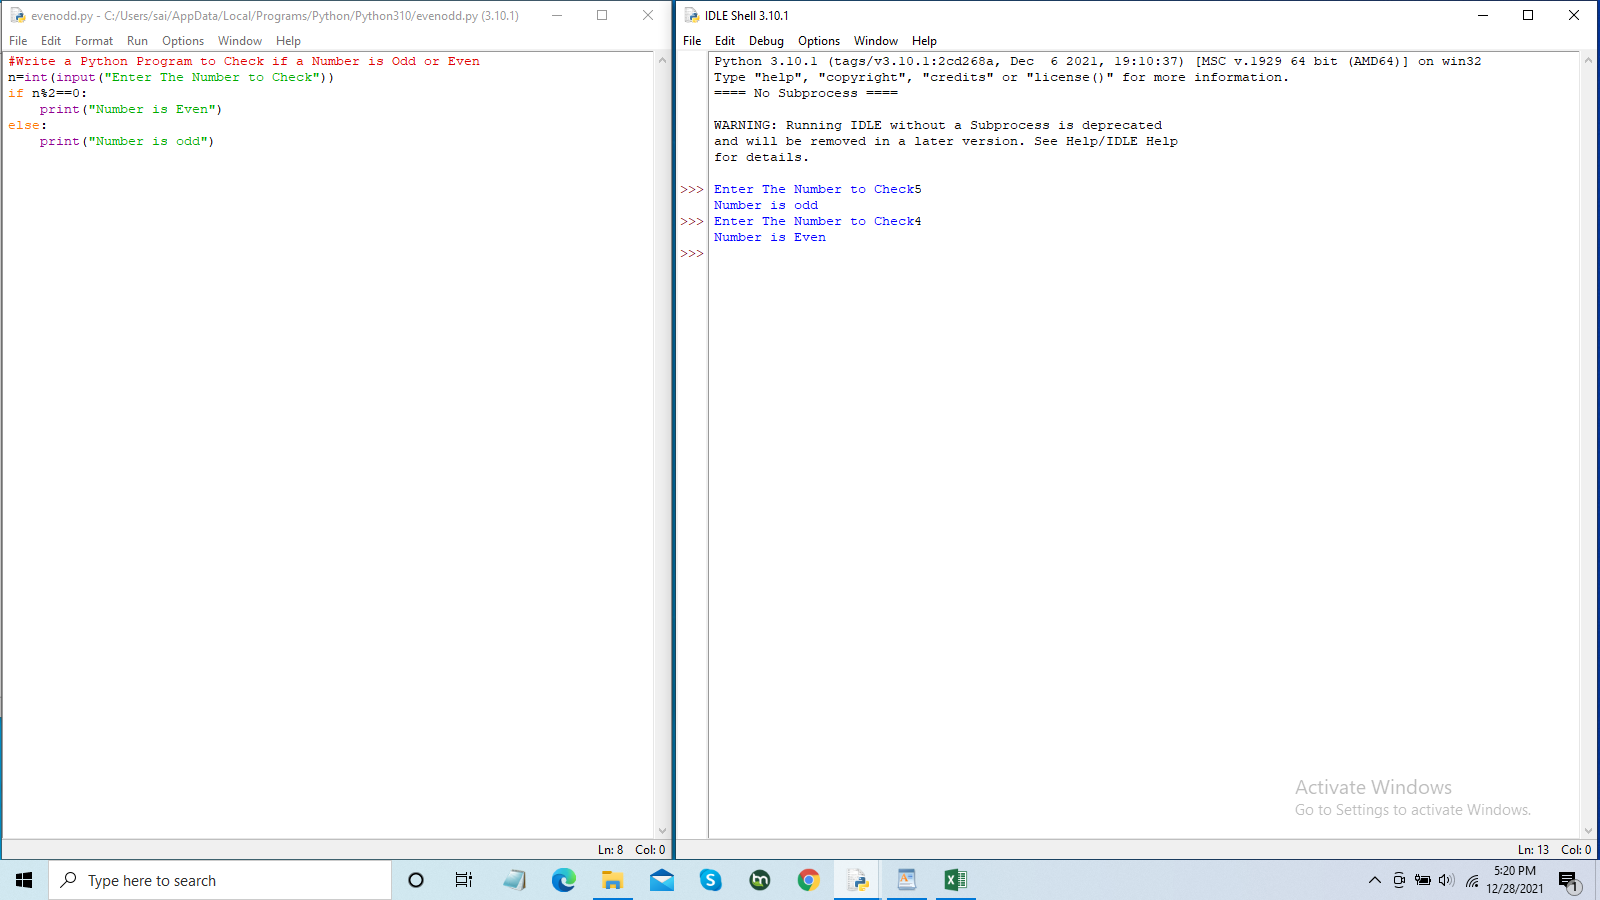 evenodd.py - C:/Users/sai/AppData/Local/Programs/Python/Python310/evenodd.py (3.10.1)
File Edit Format Run Options Window Help
#Write a Python Program to Check if a Number is Odd or Even
n=int(input("Enter The Number to Check"))
if n%2==0:
    print("Number is Even")
else:
    print("Number is odd")
Ln: 8 Col: 0
IDLE Shell 3.10.1
File Edit Debug Options Window Help
Python 3.10.1 (tags/v3.10.1:2cd268a, Dec  6 2021, 19:10:37) [MSC v.1929 64 bit (AMD64)] on win32
Type "help", "copyright", "credits" or "license()" for more information.
==== No Subprocess ====
WARNING: Running IDLE without a Subprocess is deprecated
and will be removed in a later version. See Help/IDLE Help
for details.
>>> Enter The Number to Check5
Number is odd
>>> Enter The Number to Check4
Number is Even
>>>
Activate Windows
Go to Settings to activate Windows.
Ln: 13 Col: 0
Type here to search
5:20 PM
12/28/2021
1